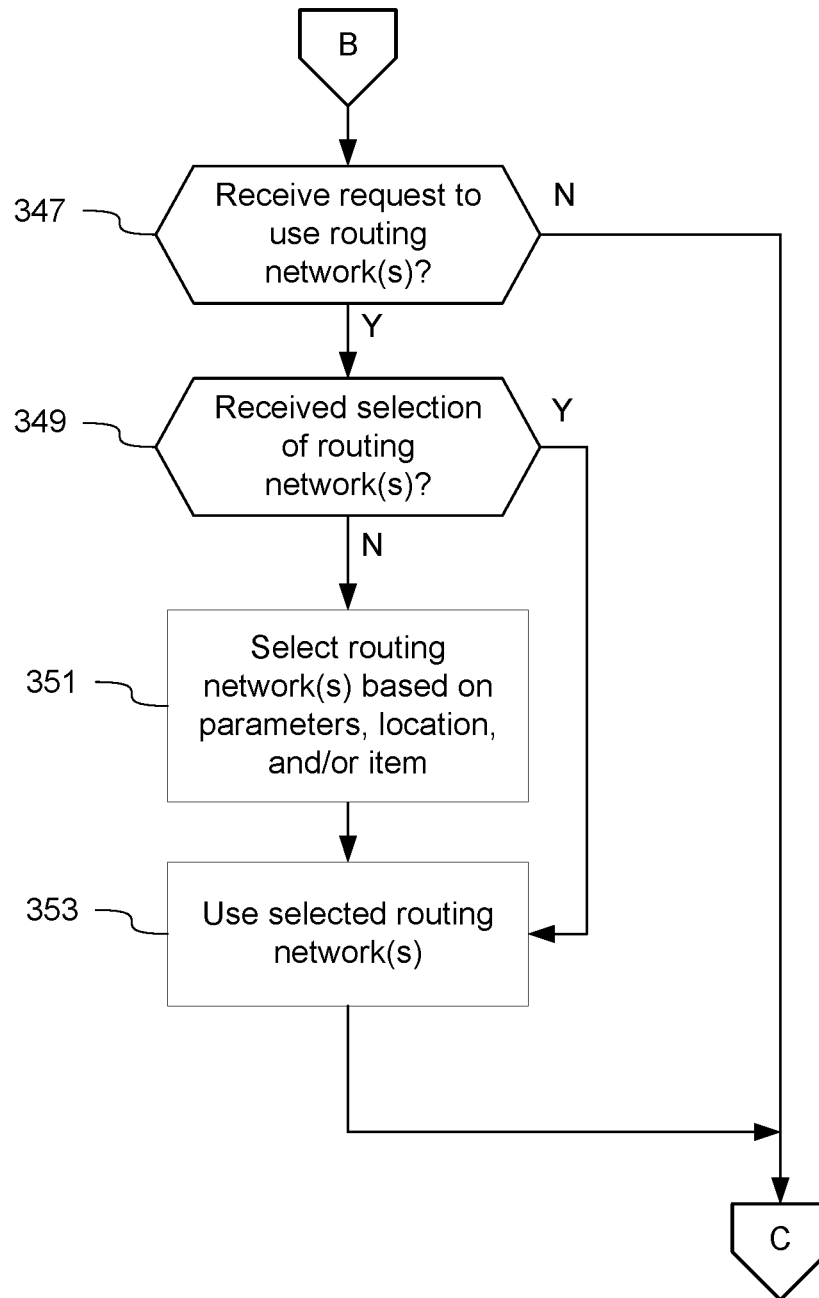 B
347
Receive request to
use routing
network(s)?
N
Y
349
Received selection
of routing
network(s)?
Y
N
351
Select routing
network(s) based on
parameters, location,
and/or item
353
Use selected routing
network(s)
C